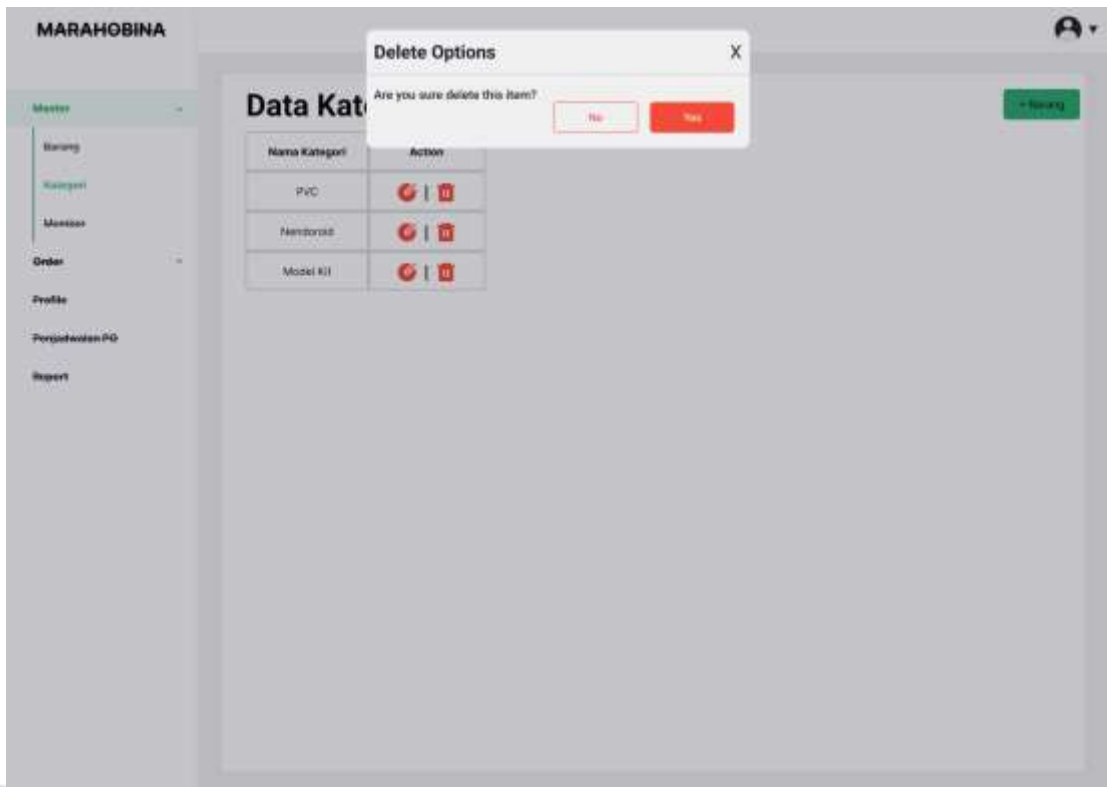 MARAHOBINA
Delete Options
X
Are you sure delete this item?
No
Yes
Data Kat
+ Barang
Master
Barang
Kategori
Member
Order
Profile
Penjadwalan PO
Report
Nama Kategori
Action
PVC
|
Nendoroid
|
Model Kit
|